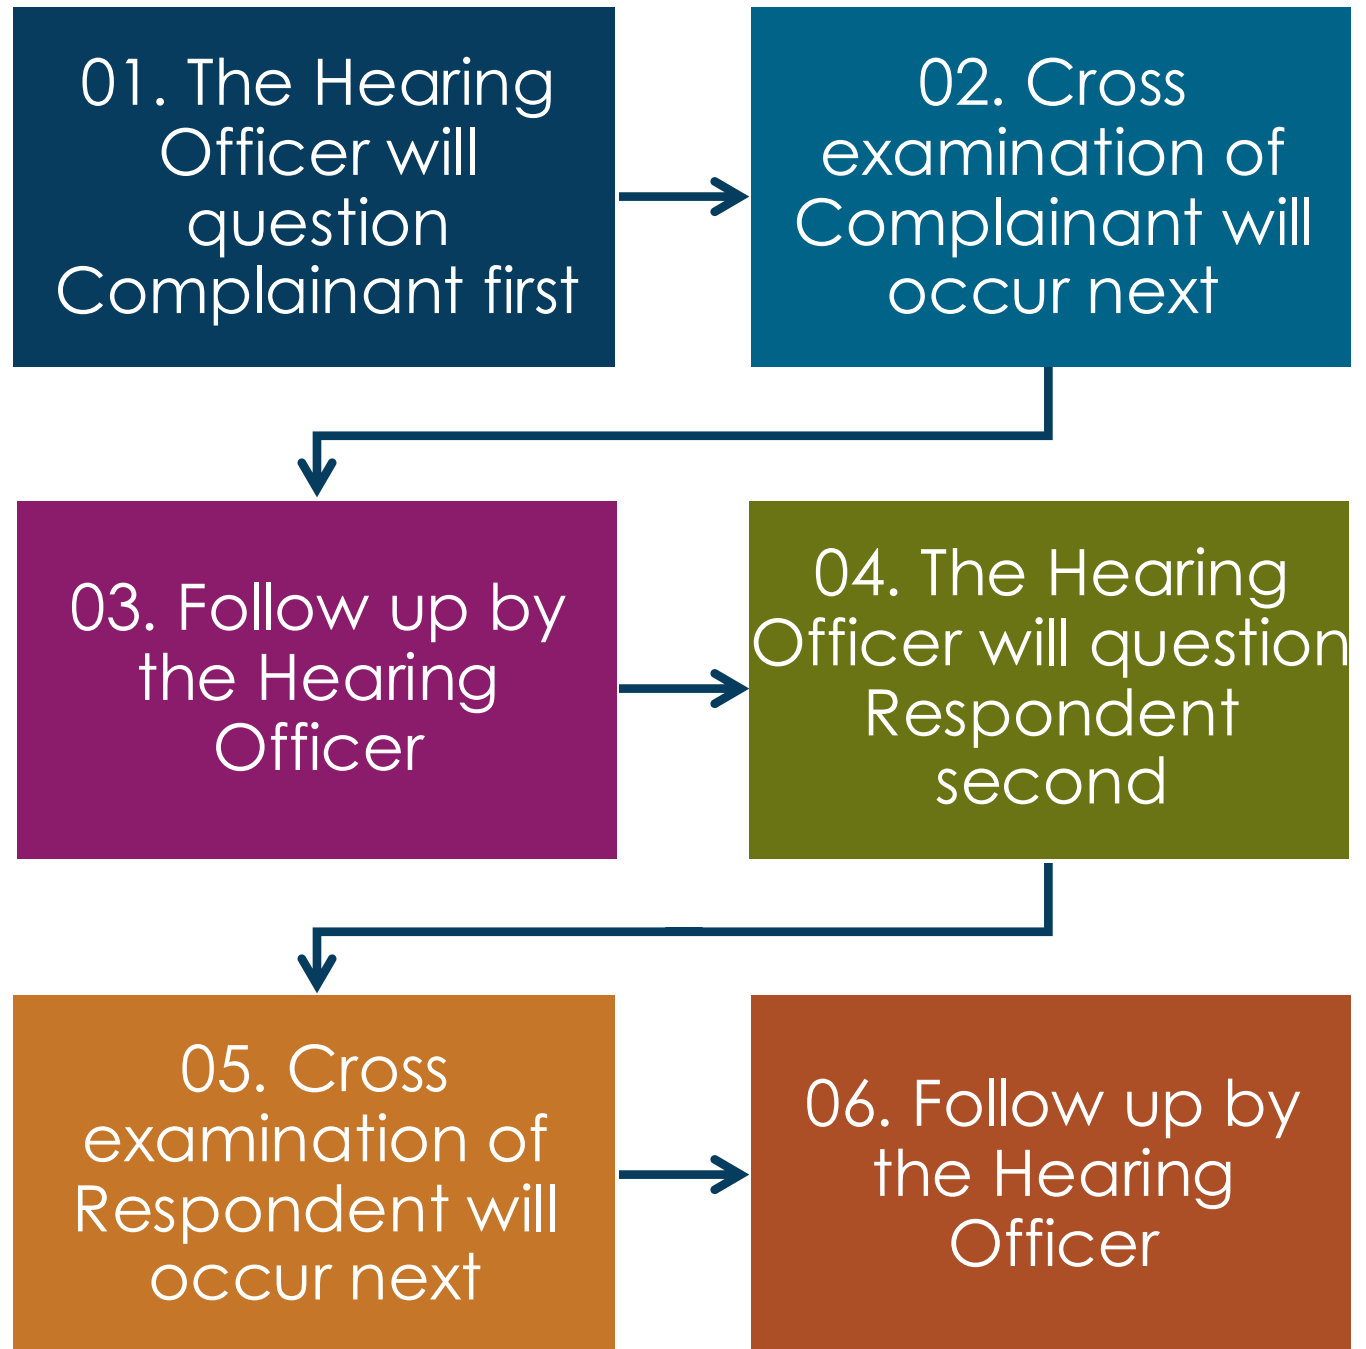 01. The Hearing
Officer will
question
Complainant first
02. Cross
examination of
Complainant will
occur next
03. Follow up by
the Hearing
Officer
04. The Hearing
Officer will question
Respondent
second
05. Cross
examination of
Respondent will
occur next
06. Follow up by
the Hearing
Officer